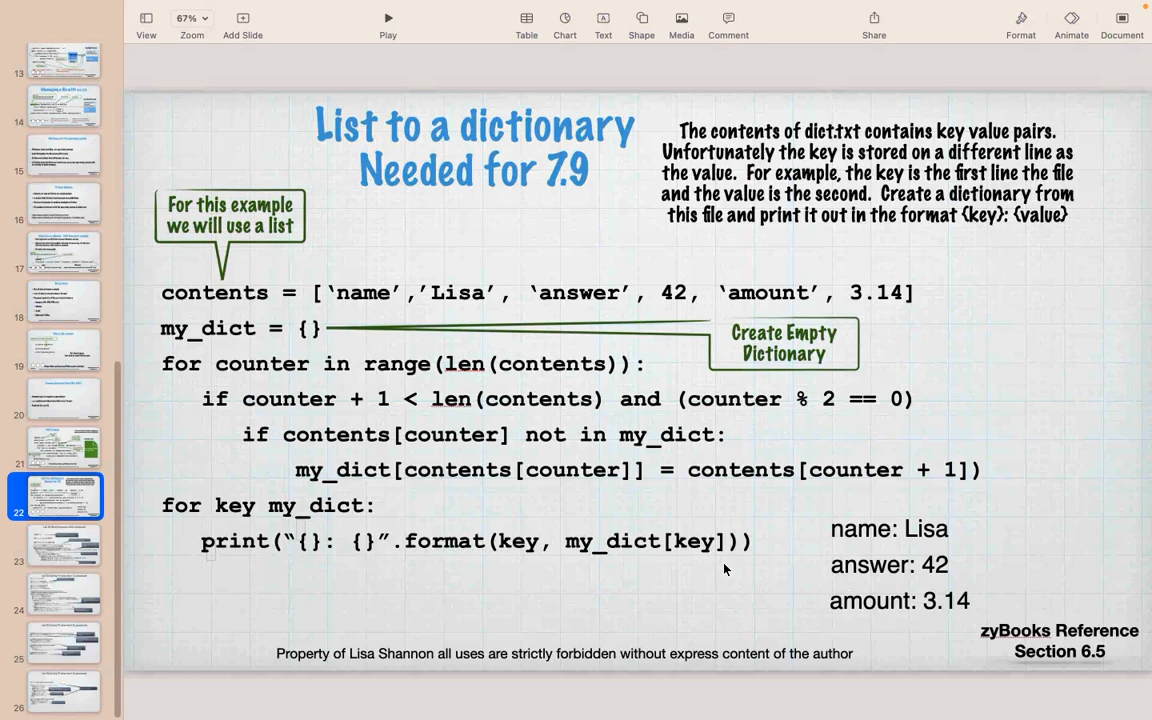 67%
View
Zoom
Add Slide
Play
Table
Chart
Text
Shape
Media
Comment
Share
Format
Animate
Document
13
14
15
16
17
18
19
20
21
22
23
24
25
26
List to a dictionary
Needed for 7.9
The contents of dict.txt contains key value pairs.
Unfortunately the key is stored on a different line as
the value. For example, the key is the first line the file
and the value is the second. Create a dictionary from
this file and print it out in the format {key}: {value}
For this example
we will use a list
contents = [‘name’,’Lisa’, ‘answer’, 42, ‘amount’, 3.14]
my_dict = {}
Create Empty
Dictionary
for counter in range(len(contents)):
if counter + 1 < len(contents) and (counter % 2 == 0)
if contents[counter] not in my_dict:
my_dict[contents[counter]] = contents[counter + 1])
for key my_dict:
print(“{}: {}”.format(key, my_dict[key]))
name: Lisa
answer: 42
amount: 3.14
zyBooks Reference
Section 6.5
Property of Lisa Shannon all uses are strictly forbidden without express content of the author